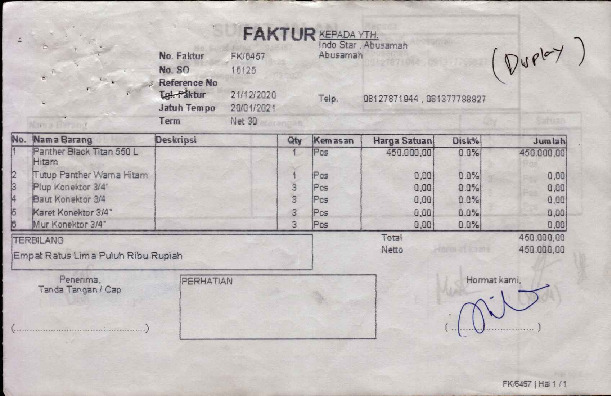 FAKTUR
KEPADA YTH.
Indo Star , Abusamah
Abusamah
(Duplay)
No. Faktur FK/6457
No. SO 16125
Reference No
Tgl. Faktur 21/12/2020
Jatuh Tempo 20/01/2021
Term Net 30
Telp. 08127871944 , 081377788827
No. Nama Barang Deskripsi Qty Kemasan Harga Satuan Disk% Jumlah
1 Panther Black Titan 550 L Hitam 1 Pcs 450.000,00 0.0% 450.000,00
2 Tutup Panther Warna Hitam 1 Pcs 0,00 0.0% 0,00
3 Plup Konektor 3/4" 3 Pcs 0,00 0.0% 0,00
4 Baut Konektor 3/4 3 Pcs 0,00 0.0% 0,00
5 Karet Konektor 3/4" 3 Pcs 0,00 0.0% 0,00
6 Mur Konektor 3/4" 3 Pcs 0,00 0.0% 0,00
TERBILANG
Empat Ratus Lima Puluh Ribu Rupiah
Total 450.000,00
Netto 450.000,00
Penerima,
Tanda Tangan / Cap
PERHATIAN
Hormat kami,
FK/6457 | Hal 1 / 1